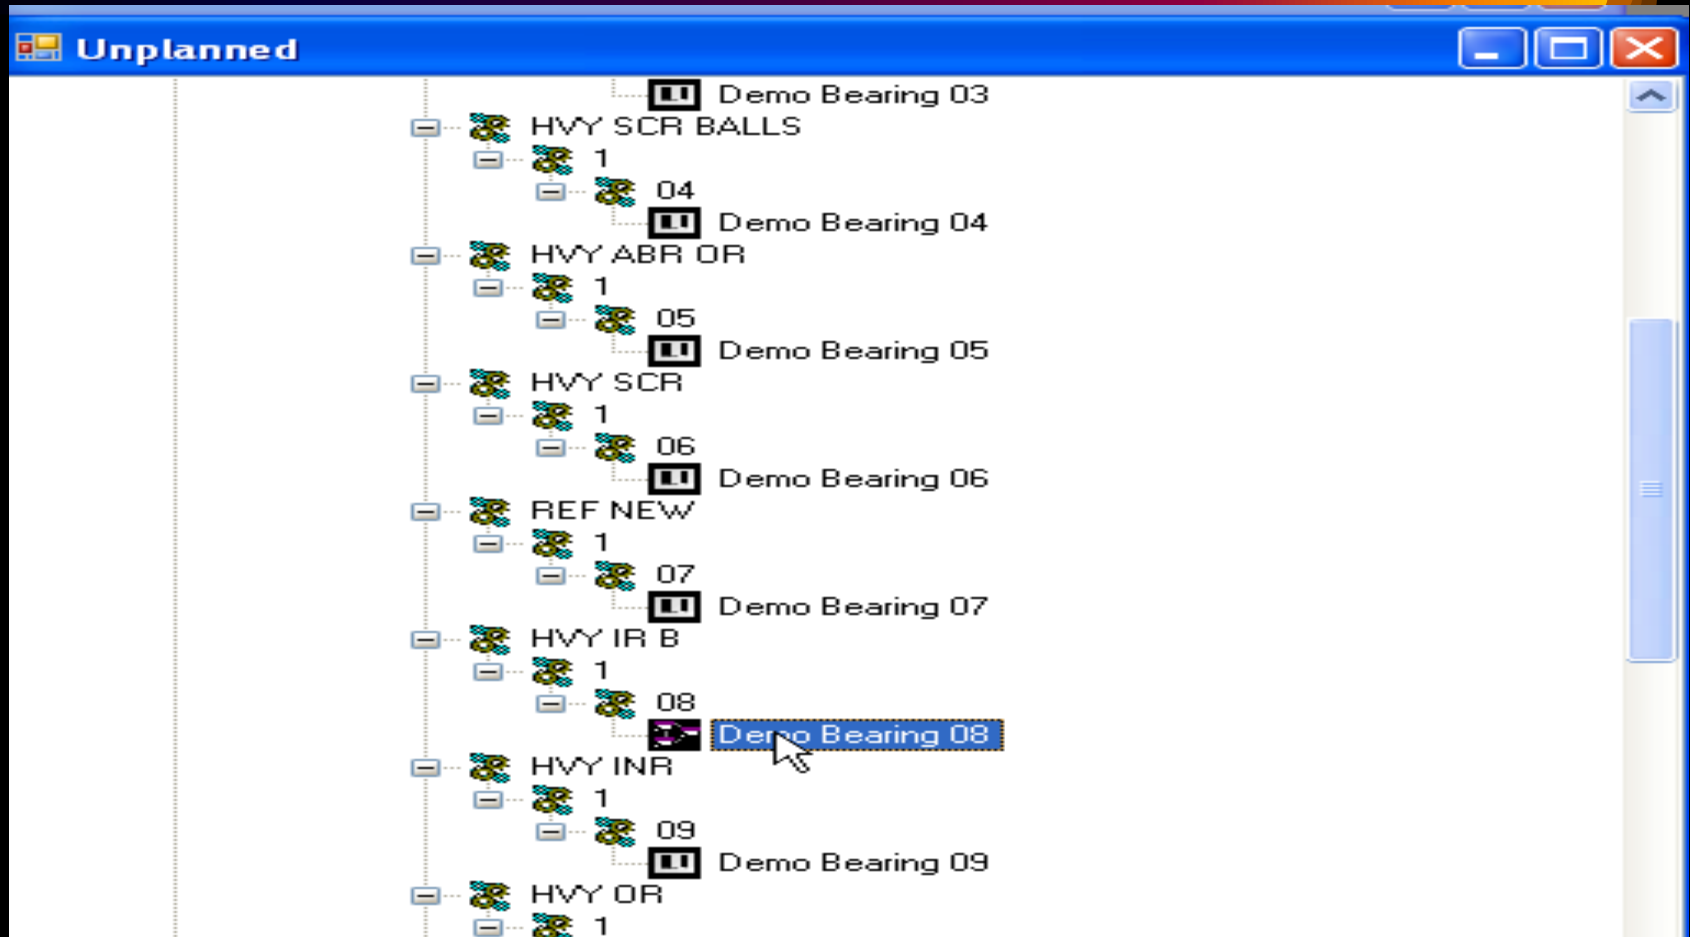 Unplanned
Demo Bearing 03
HVY SCR BALLS
1
04
Demo Bearing 04
HVY ABR OR
1
05
Demo Bearing 05
HVY SCR
1
06
Demo Bearing 06
REF NEW
1
07
Demo Bearing 07
HVY IR B
1
08
Demo Bearing 08
HVY INR
1
09
Demo Bearing 09
HVY OR
1